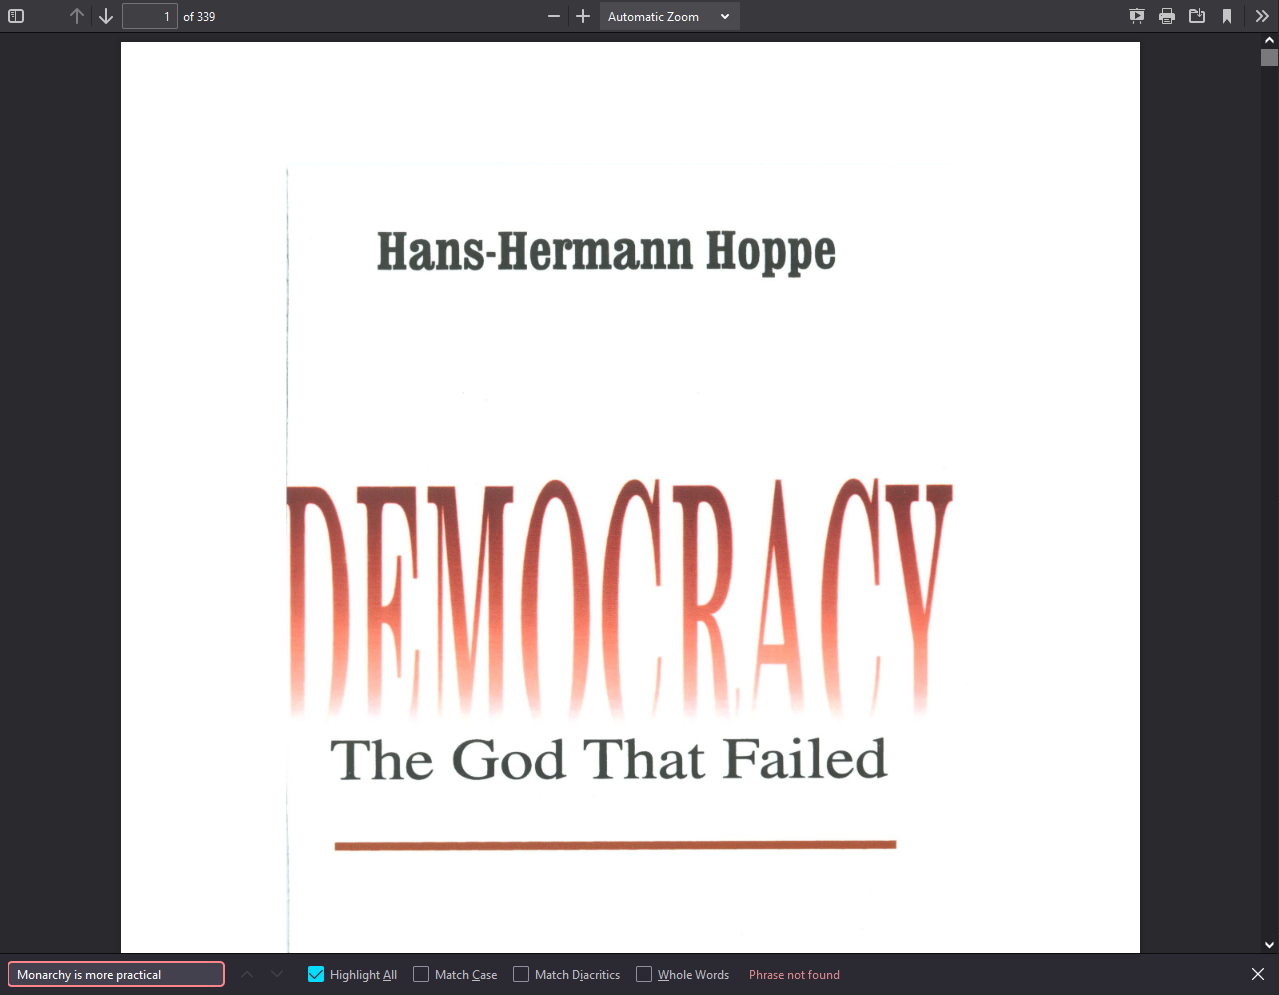 1 of 339 Automatic Zoom
Hans-Hermann Hoppe
DEMOCRACY
The God That Failed
Monarchy is more practical Highlight All Match Case Match Diacritics Whole Words Phrase not found